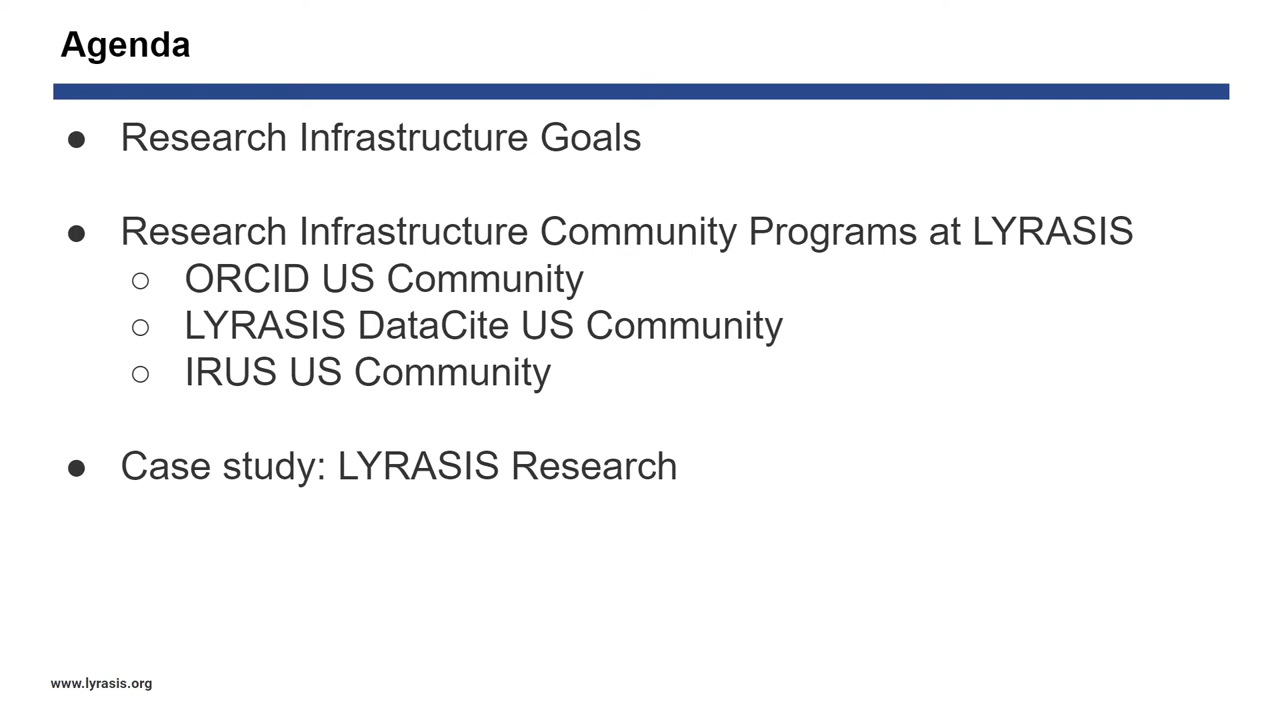 Agenda
● Research Infrastructure Goals
● Research Infrastructure Community Programs at LYRASIS
○ ORCID US Community
○ LYRASIS DataCite US Community
○ IRUS US Community
● Case study: LYRASIS Research
www.lyrasis.org